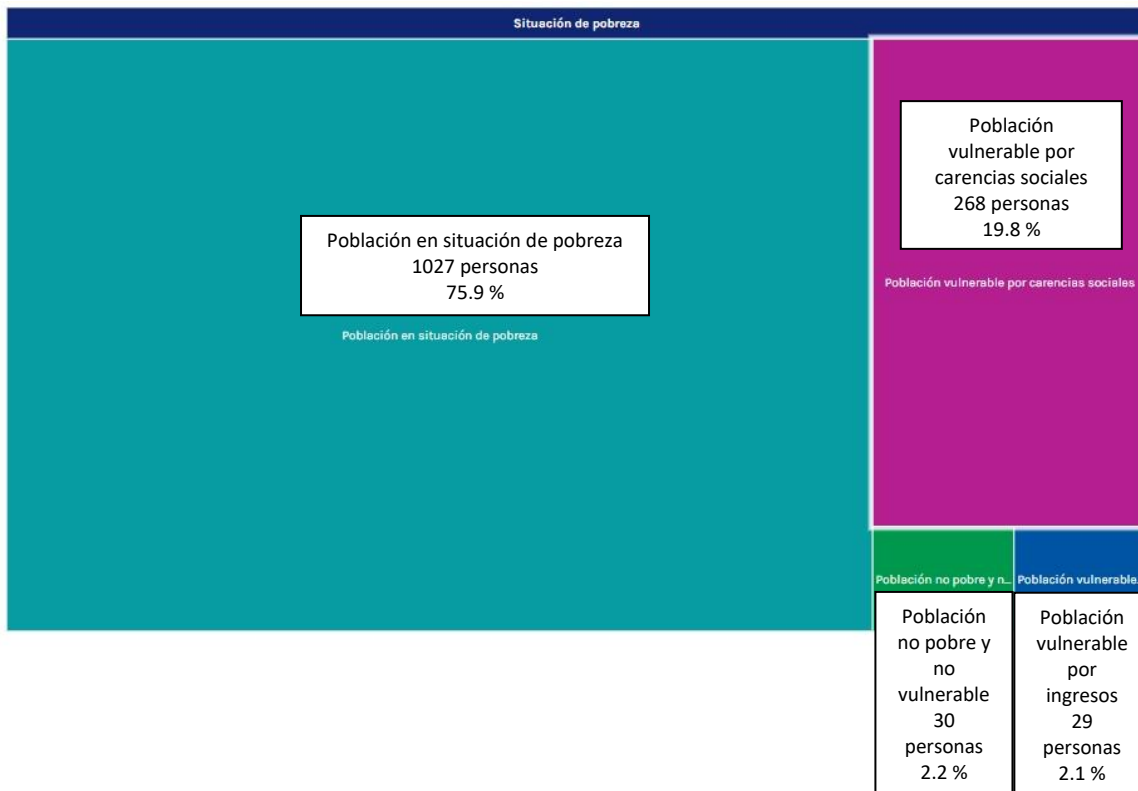 Situación de pobreza
Población
vulnerable por
carencias sociales
268 personas
19.8 %
Población en situación de pobreza
1027 personas
75.9 %
Población vulnerable por carencias sociales
Población en situación de pobreza
Población no pobre y n...
Población vulnerable.
Población
no pobre y
no
vulnerable
30
personas
2.2 %
Población
vulnerable
por
ingresos
29
personas
2.1 %